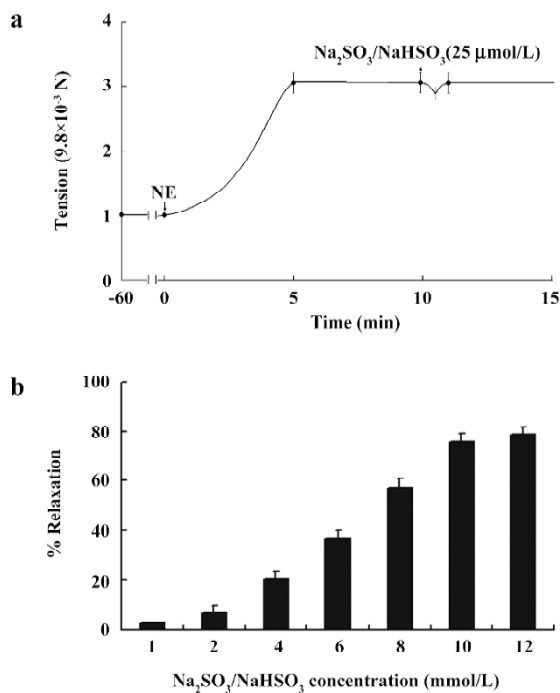 a
Na₂SO₃/NaHSO₃(25 μmol/L)
Tension (9.8×10⁻³ N)
4
3
2
1
0
NE
-60
0
5
10
15
Time (min)
b
% Relaxation
100
80
60
40
20
0
1
2
4
6
8
10
12
Na₂SO₃/NaHSO₃ concentration (mmol/L)